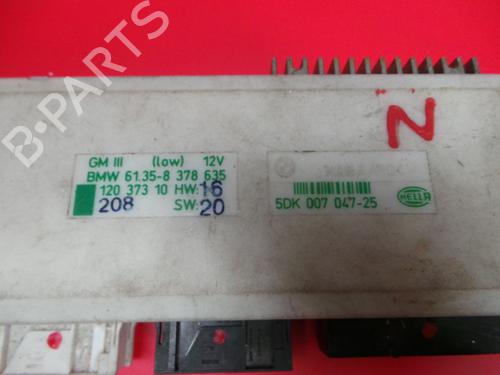 B-PARTS
N
GM III (low) 12V
BMW 61.35-8 378 635
120 373 10 HW: 16
208 SW: 20
5DK 007 047-25
HELLA